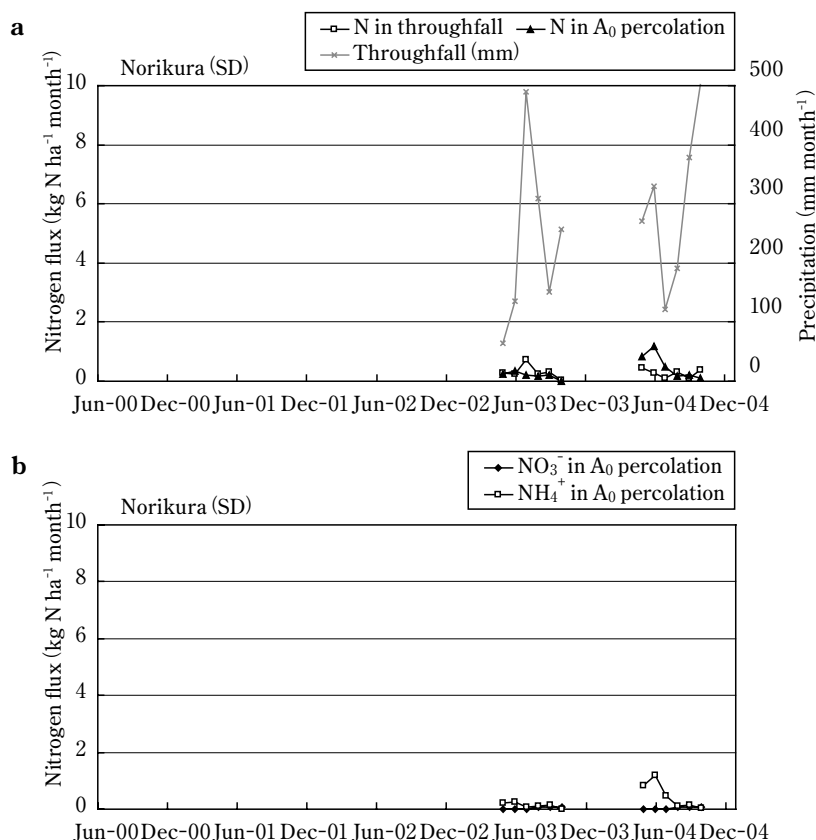 a
N in throughfall N in A₀ percolation
Throughfall (mm)
Norikura (SD)
Nitrogen flux (kg N ha⁻¹ month⁻¹)
10
8
6
4
2
0
500
400
300
200
100
0
Precipitation (mm month⁻¹)
Jun-00 Dec-00 Jun-01 Dec-01 Jun-02 Dec-02 Jun-03 Dec-03 Jun-04 Dec-04
b
NO₃⁻ in A₀ percolation
NH₄⁺ in A₀ percolation
Norikura (SD)
Nitrogen flux (kg N ha⁻¹ month⁻¹)
10
8
6
4
2
0
Jun-00 Dec-00 Jun-01 Dec-01 Jun-02 Dec-02 Jun-03 Dec-03 Jun-04 Dec-04